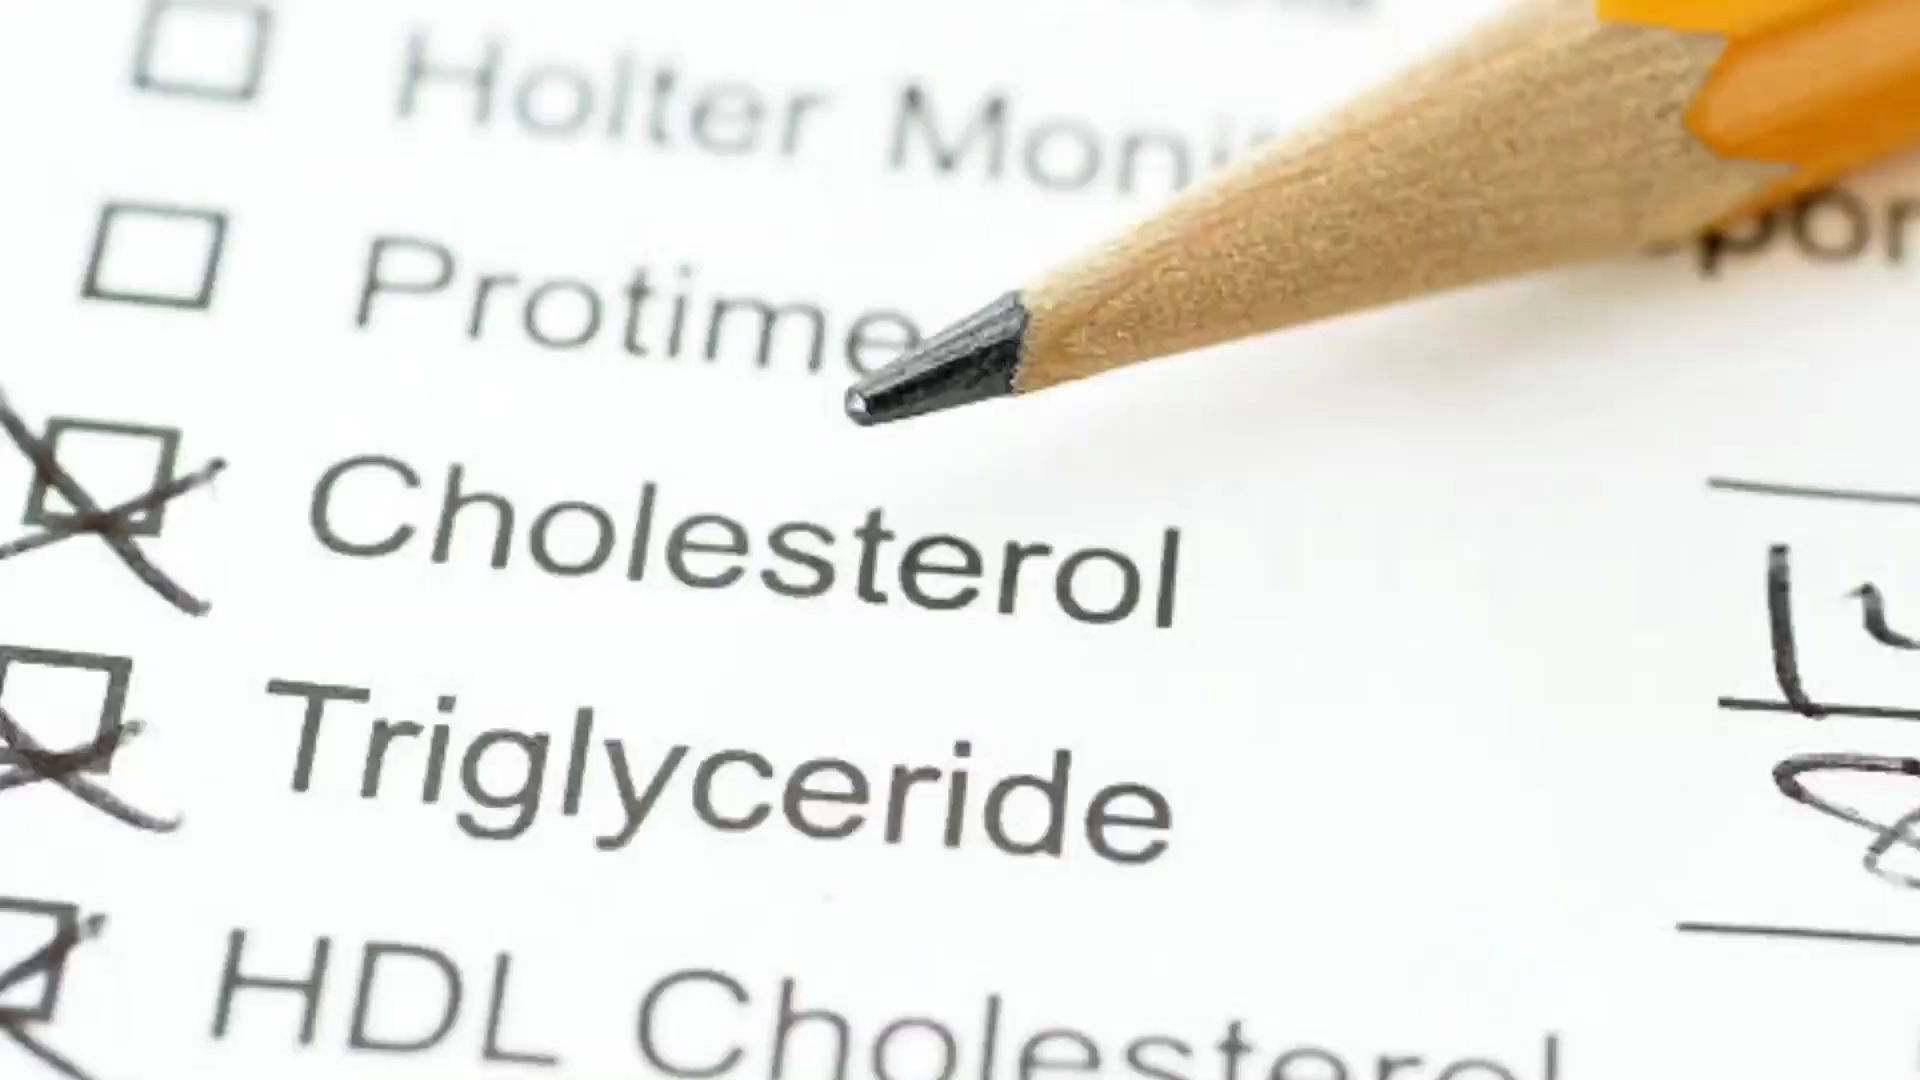 Holter Moni
Protime
Cholesterol
Triglyceride
HDL Cholesterol